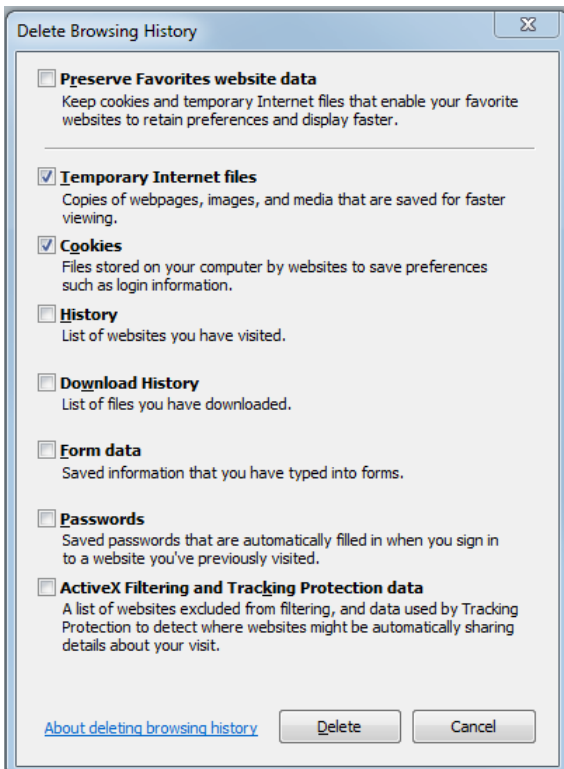 Delete Browsing History
Preserve Favorites website data
Keep cookies and temporary Internet files that enable your favorite
websites to retain preferences and display faster.
Temporary Internet files
Copies of webpages, images, and media that are saved for faster
viewing.
Cookies
Files stored on your computer by websites to save preferences
such as login information.
History
List of websites you have visited.
Download History
List of files you have downloaded.
Form data
Saved information that you have typed into forms.
Passwords
Saved passwords that are automatically filled in when you sign in
to a website you've previously visited.
ActiveX Filtering and Tracking Protection data
A list of websites excluded from filtering, and data used by Tracking
Protection to detect where websites might be automatically sharing
details about your visit.
About deleting browsing history Delete Cancel